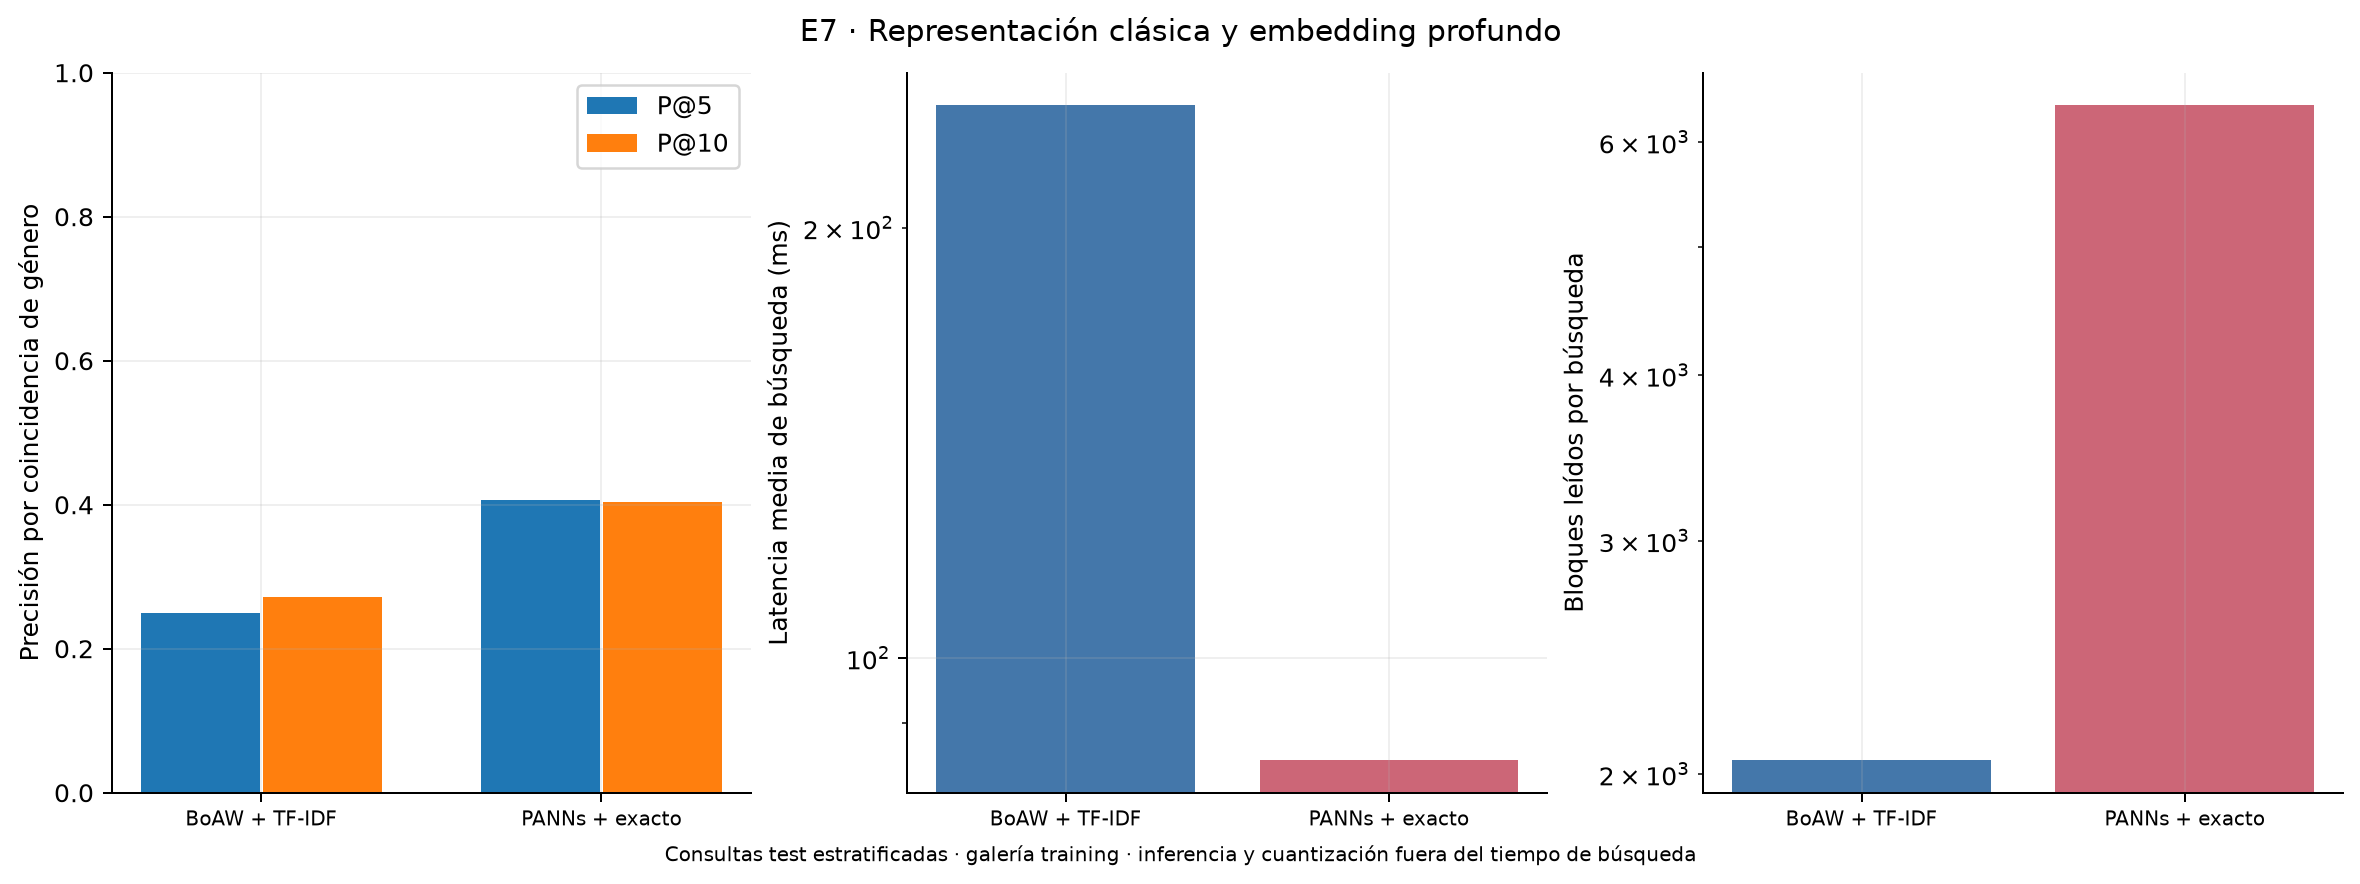 E7 · Representación clásica y embedding profundo
Precisión por coincidencia de género
1.0
0.8
0.6
0.4
0.2
0.0
P@5
P@10
BoAW + TF-IDF
PANNs + exacto
Latencia media de búsqueda (ms)
2 × 10²
10²
BoAW + TF-IDF
PANNs + exacto
Bloques leídos por búsqueda
6 × 10³
4 × 10³
3 × 10³
2 × 10³
BoAW + TF-IDF
PANNs + exacto
Consultas test estratificadas · galería training · inferencia y cuantización fuera del tiempo de búsqueda